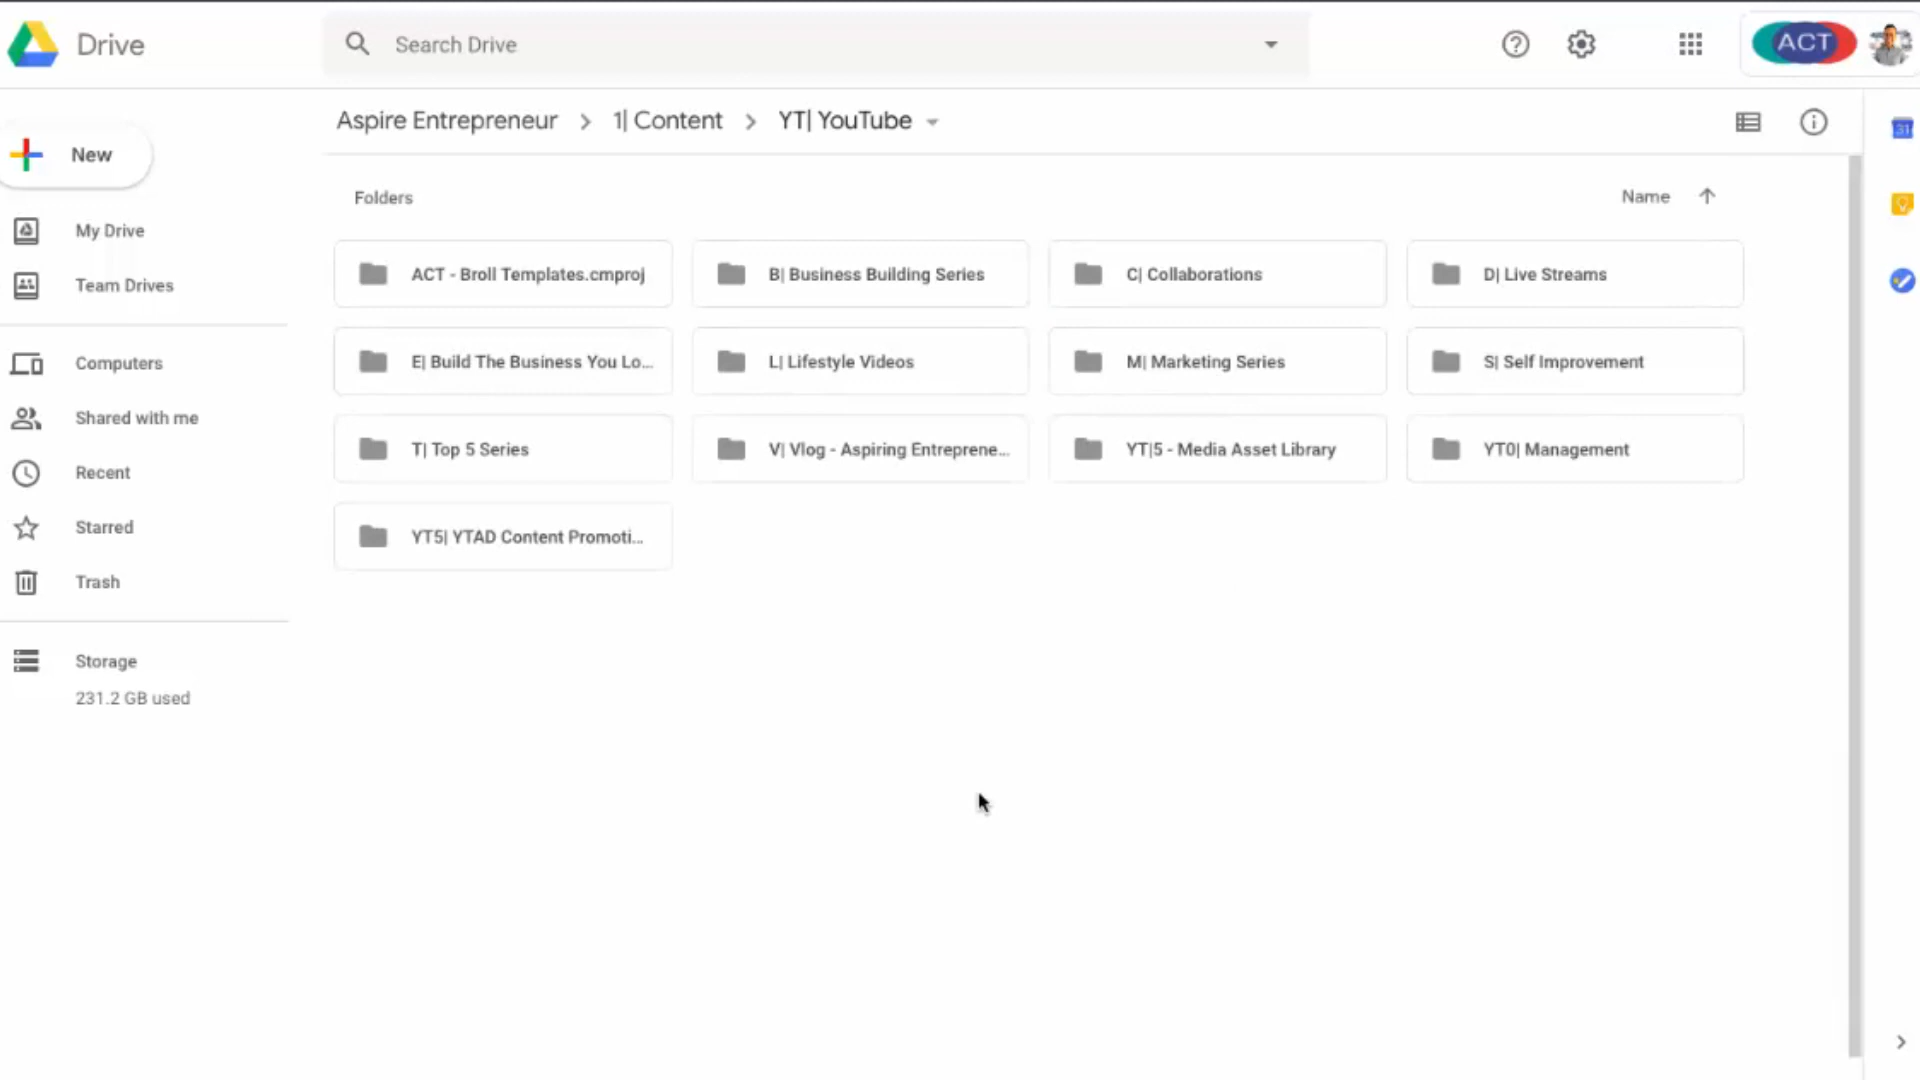 Drive
Search Drive
ACT
Aspire Entrepreneur > 1| Content > YT| YouTube
31
New
Folders
Name
My Drive
Team Drives
Computers
Shared with me
Recent
Starred
Trash
Storage
231.2 GB used
ACT - Broll Templates.cmproj
B| Business Building Series
C| Collaborations
D| Live Streams
E| Build The Business You Lo...
L| Lifestyle Videos
M| Marketing Series
S| Self Improvement
T| Top 5 Series
V| Vlog - Aspiring Entreprene...
YT|5 - Media Asset Library
YT0| Management
YT5| YTAD Content Promoti...